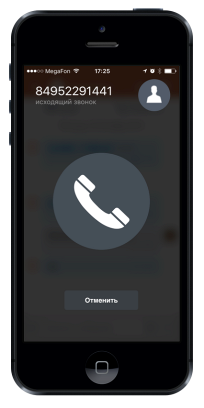 MegaFon 17:25
84952291441
исходящий звонок
Отменить